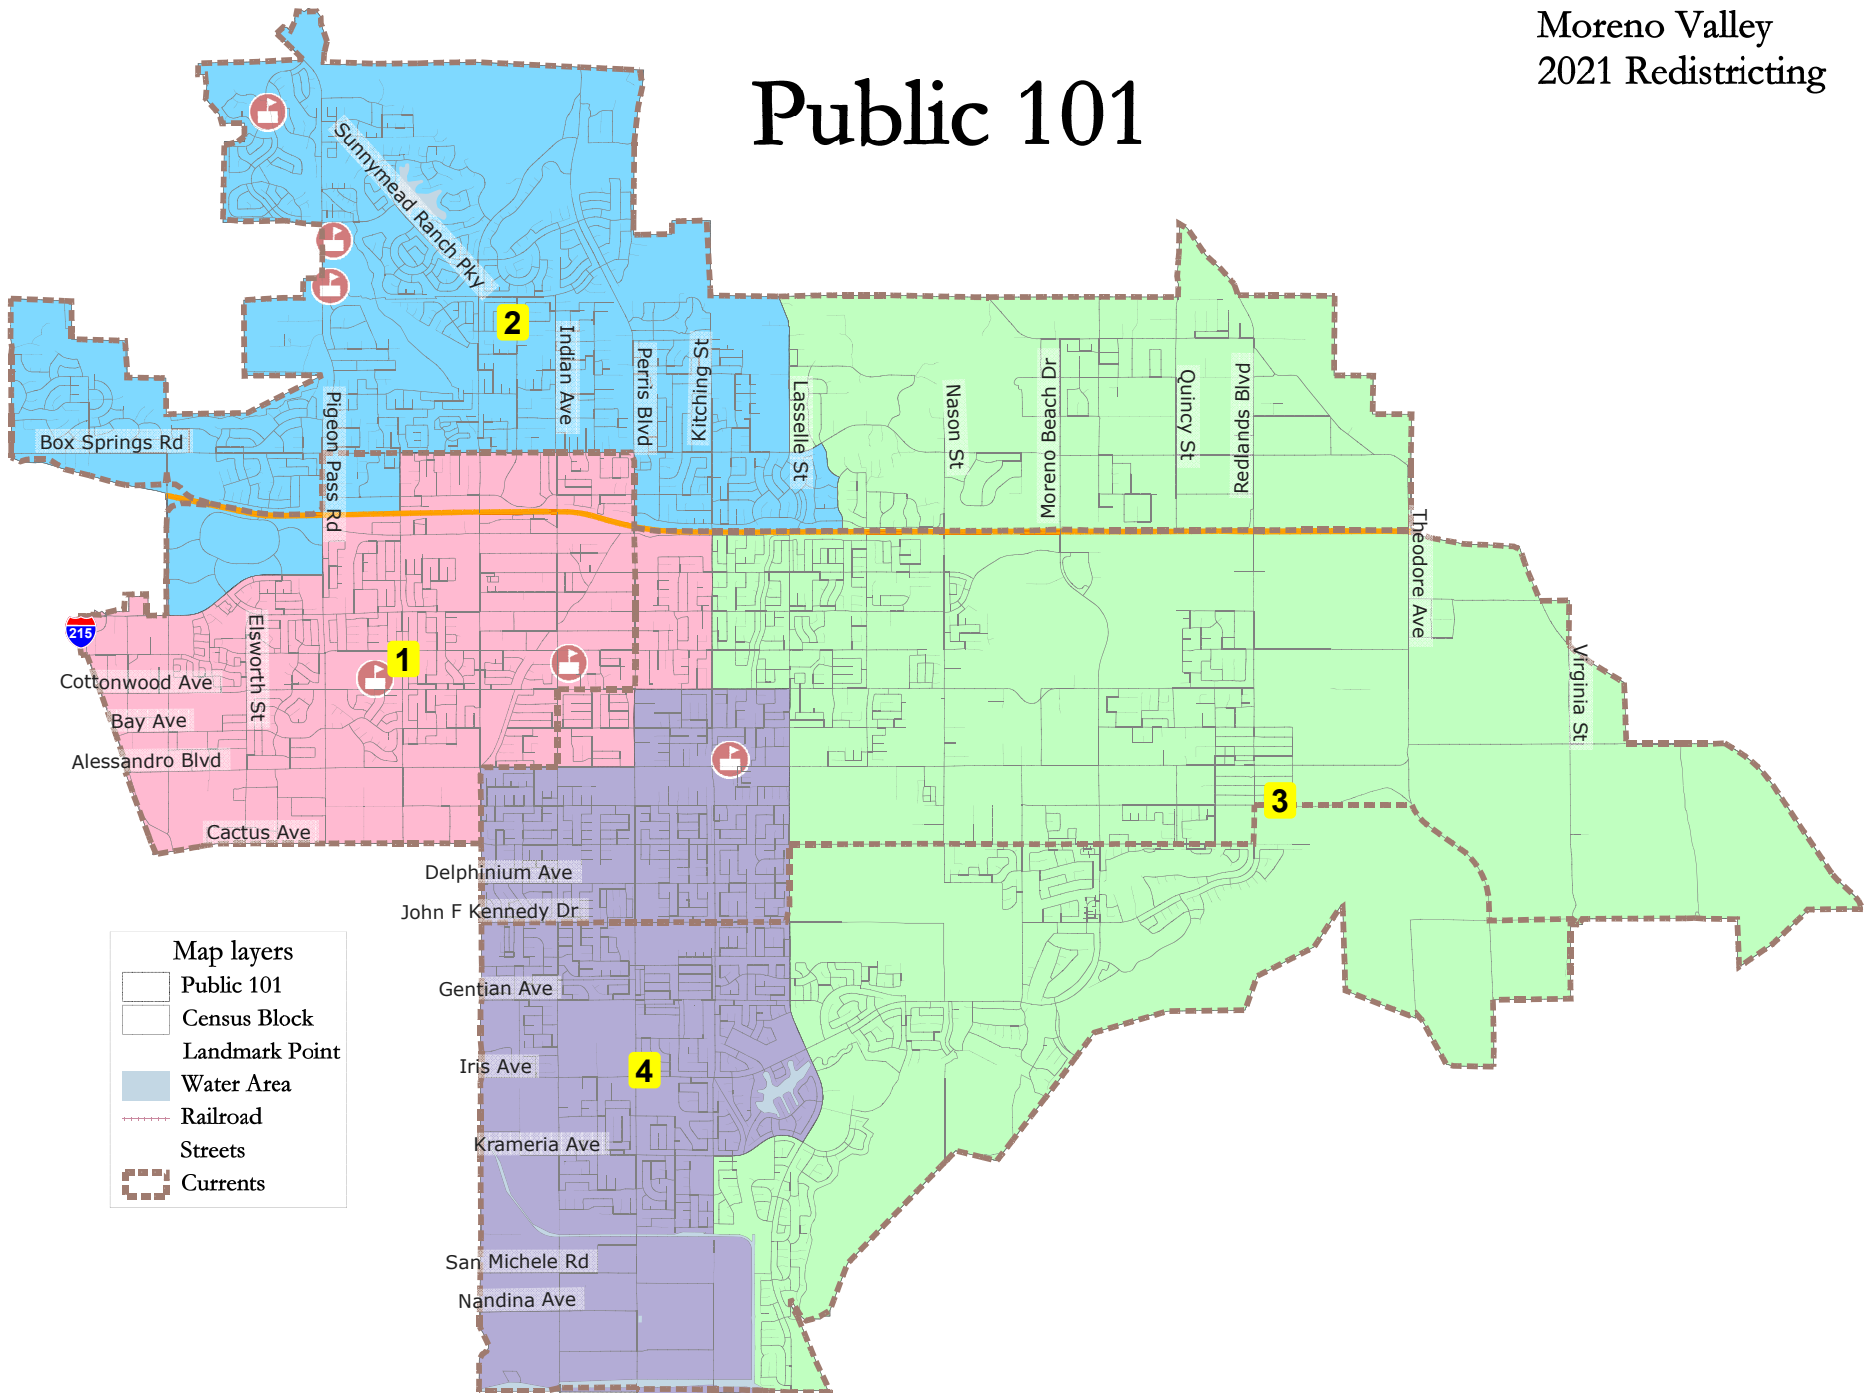 Moreno Valley
2021 Redistricting
Public 101
Sunnymead Ranch Pky
2
Indian Ave
Perris Blvd
Kitching St
Lasselle St
Nason St
Moreno Beach Dr
Quincy St
Redlands Blvd
Pigeon Pass Rd
Box Springs Rd
Theodore Ave
Virginia St
215
Elsworth St
1
Cottonwood Ave
Bay Ave
Alessandro Blvd
3
Cactus Ave
Delphinium Ave
John F Kennedy Dr
Gentian Ave
Iris Ave
4
Krameria Ave
San Michele Rd
Nandina Ave
Map layers
Public 101
Census Block
Landmark Point
Water Area
Railroad
Streets
Currents